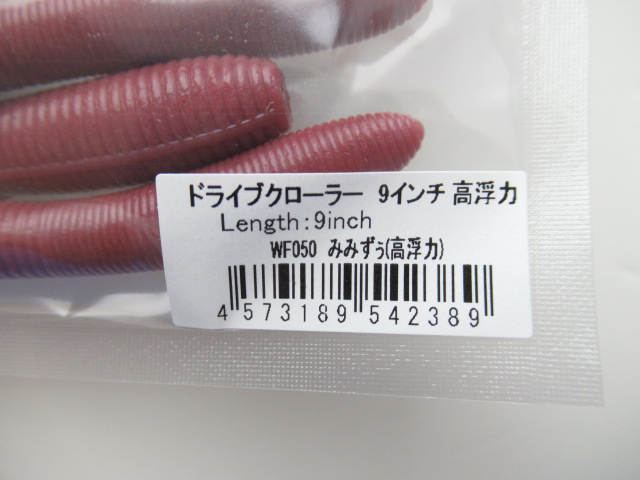 ドライブクローラー 9インチ 高浮力
Length:9inch
WF050 みみずぅ(高浮力)
4 573189 542389